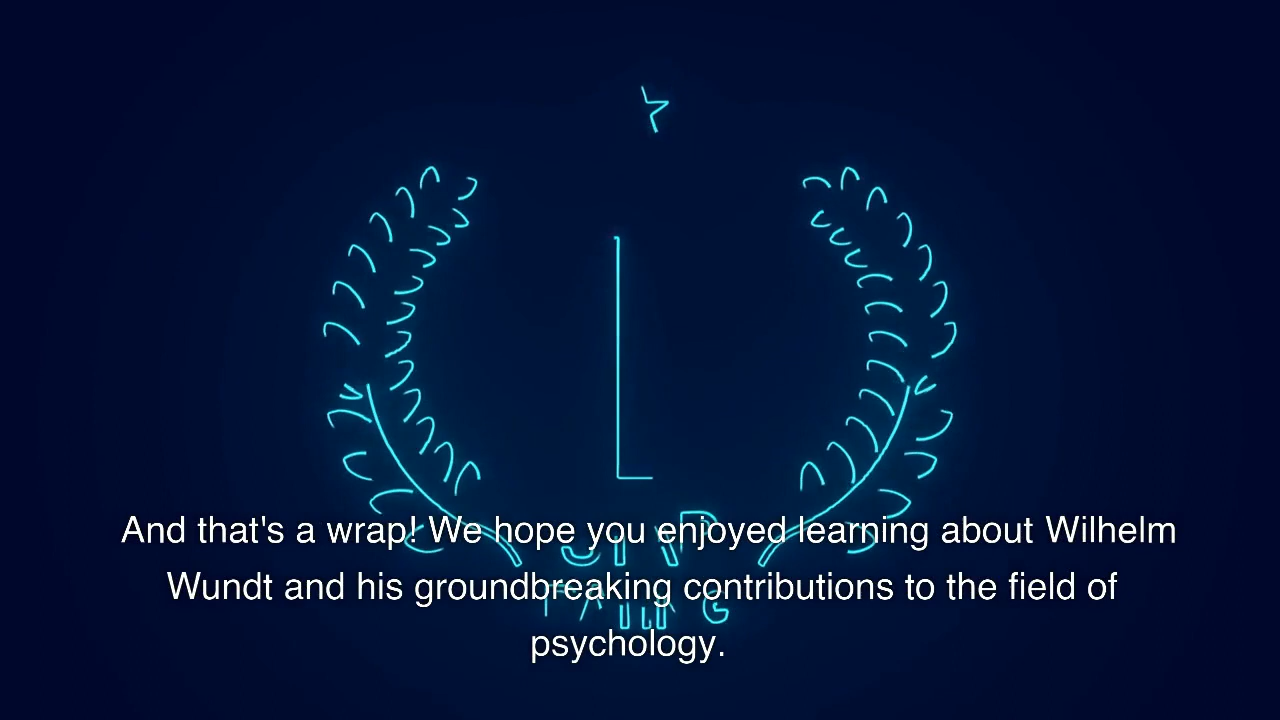 And that's a wrap! We hope you enjoyed learning about Wilhelm
Wundt and his groundbreaking contributions to the field of
psychology.